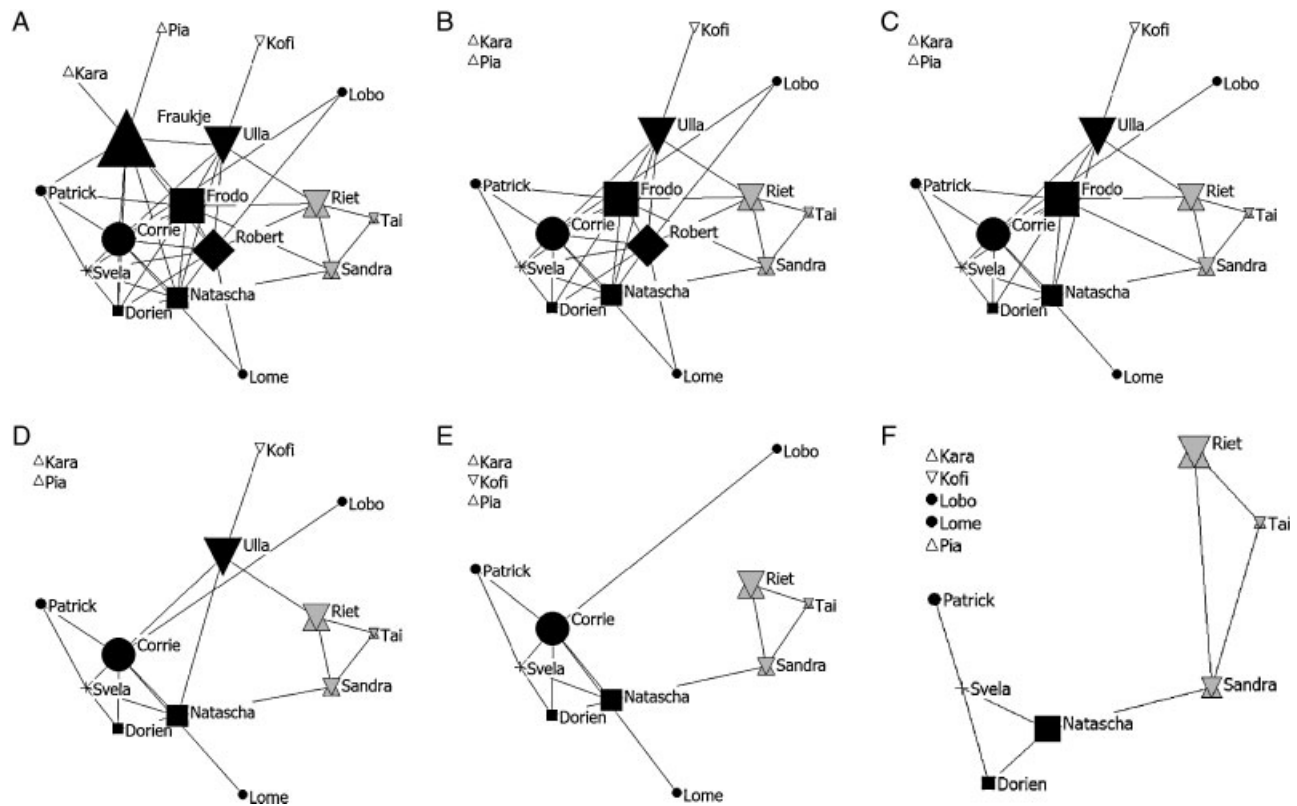 A
Pia
Kofi
Kara
Lobo
Fraukje
Ulla
Patrick
Frodo
Riet
Tai
Corrie
Robert
Svela
Sandra
Natascha
Dorien
Lome
B
Kara
Pia
Kofi
Lobo
Ulla
Patrick
Frodo
Riet
Tai
Corrie
Robert
Svela
Sandra
Natascha
Dorien
Lome
C
Kara
Pia
Kofi
Lobo
Ulla
Patrick
Frodo
Riet
Tai
Corrie
Svela
Sandra
Natascha
Dorien
Lome
D
Kara
Pia
Kofi
Lobo
Ulla
Patrick
Riet
Tai
Corrie
Svela
Sandra
Natascha
Dorien
Lome
E
Kara
Kofi
Pia
Lobo
Patrick
Riet
Tai
Corrie
Svela
Sandra
Natascha
Dorien
Lome
F
Kara
Kofi
Lobo
Lome
Pia
Riet
Tai
Patrick
Svela
Sandra
Natascha
Dorien